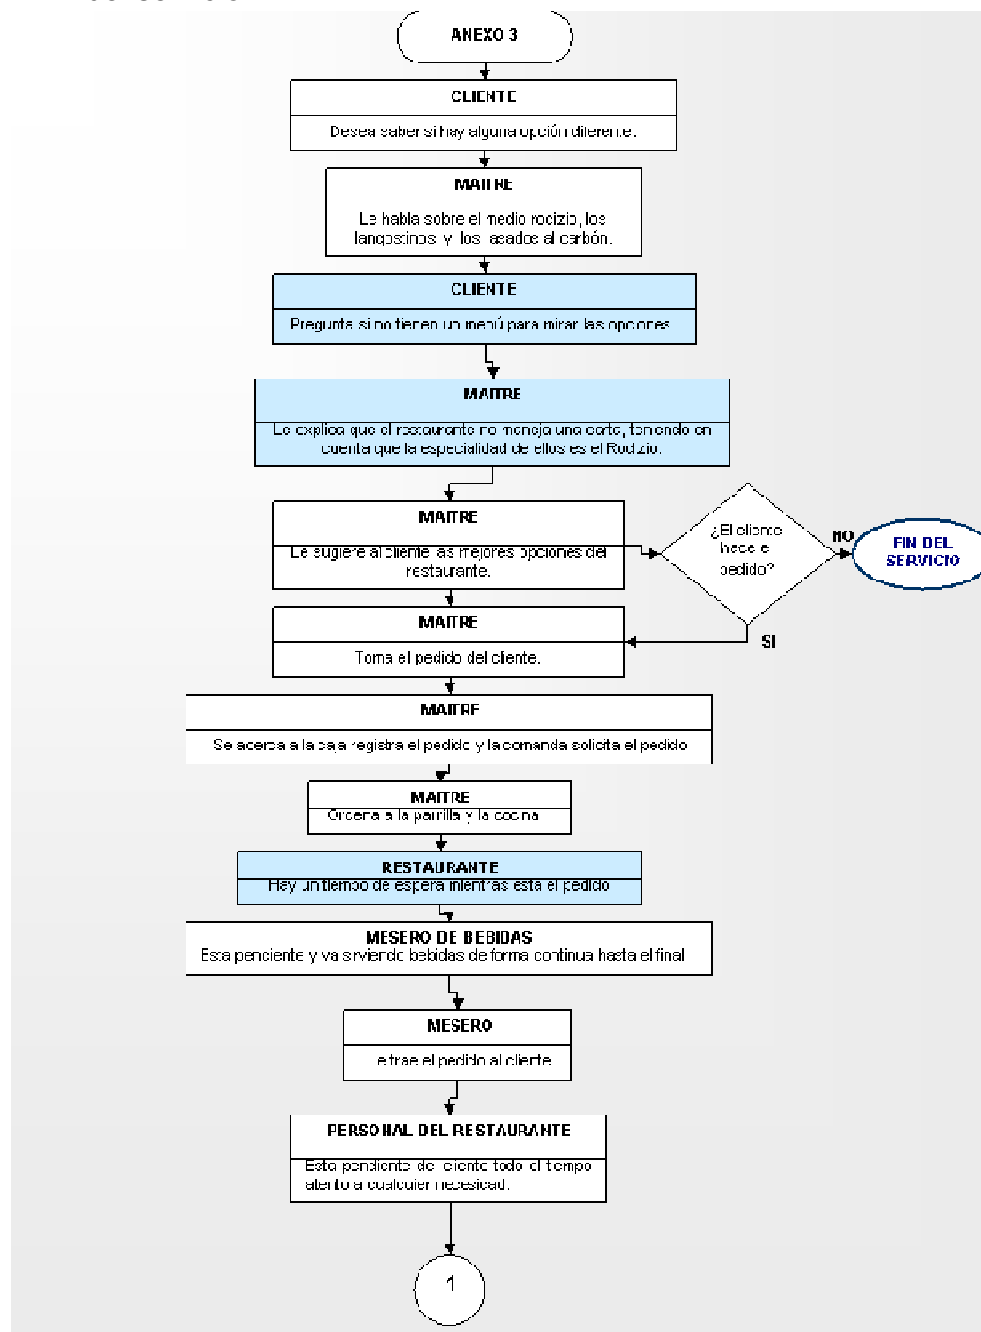 ANEXO 3
CLIENTE
Desea saber si hay alguna opción diferente.
MAITRE
Le habla sobre el medio rodizio, los
langostinos y los asados al carbón.
CLIENTE
Pregunta si no tienen un menú para mirar las opciones
MAITRE
Le explica que el restaurante no maneja una carta, teniendo en
cuenta que la especialidad de ellos es el Rodizio.
MAITRE
Le sugiere al cliente las mejores opciones del
restaurante.
¿El cliente
hace el
pedido?
NO
FIN DEL
SERVICIO
SI
MAITRE
Toma el pedido del cliente.
MAITRE
Se acerca a la caja registra el pedido y la comanda solicita el pedido
MAITRE
Ordena a la parrilla y la cocina
RESTAURANTE
Hay un tiempo de espera mientras esta el pedido
MESERO DE BEBIDAS
Esta pendiente y va sirviendo bebidas de forma continua hasta el final
MESERO
Le trae el pedido al cliente
PERSONAL DEL RESTAURANTE
Esta pendiente del cliente todo el tiempo
atento a cualquier necesidad.
1